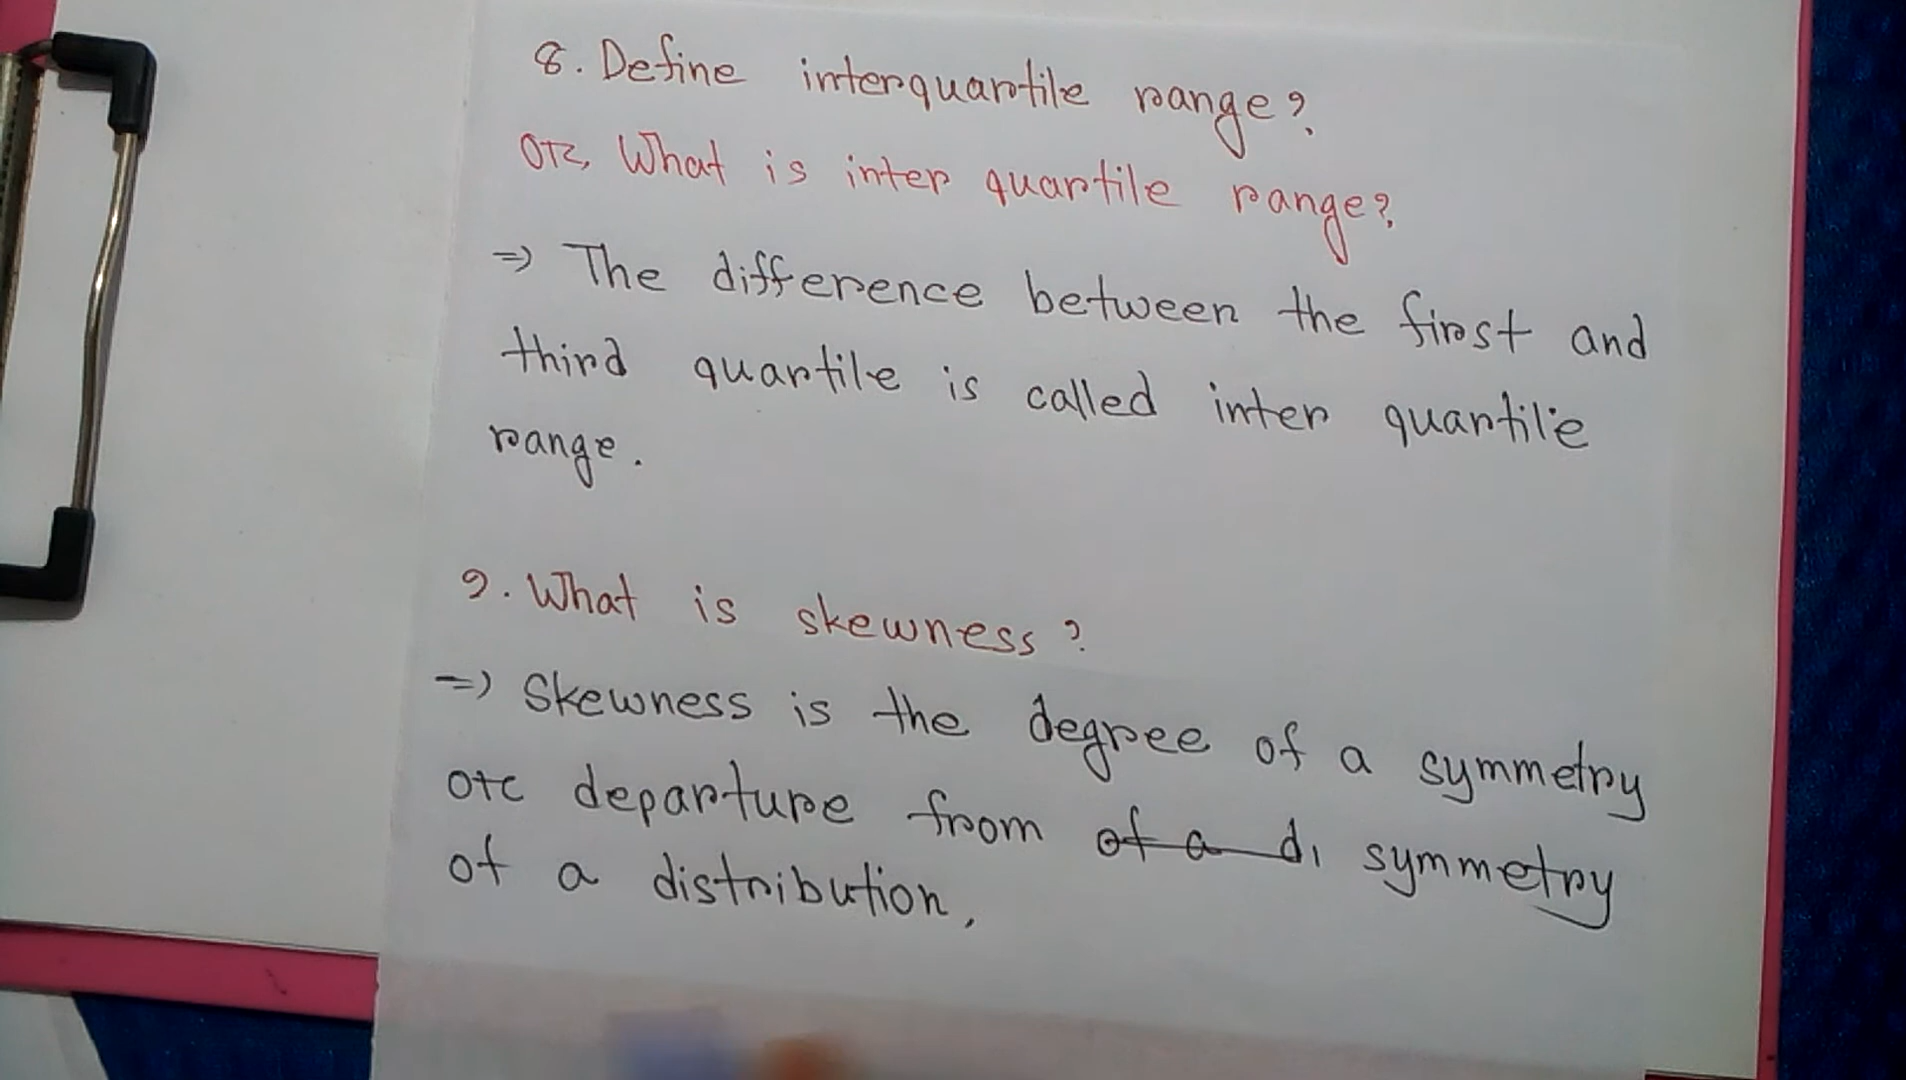 8. Define interquartile range?
Or, What is inter quartile range?
=> The difference between the first and
third quartile is called inter quartile
range.
9. What is skewness?
=> Skewness is the degree of a symmetry
or departure from of a di symmetry
of a distribution.